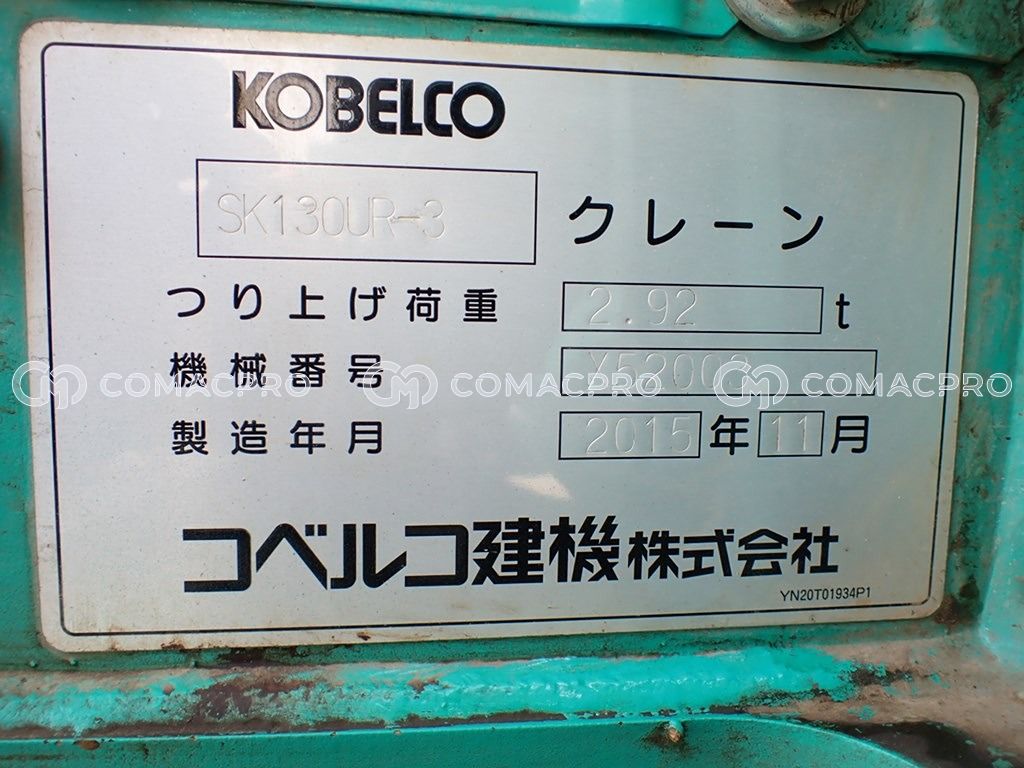 KOBELCO
SK130UR-3 クレーン
つり上げ荷重 2.92 t
機械番号
COMACPRO COMACPRO COMACPRO
製造年月 2015 年 11 月
コベルコ建機株式会社
YN20T01934P1